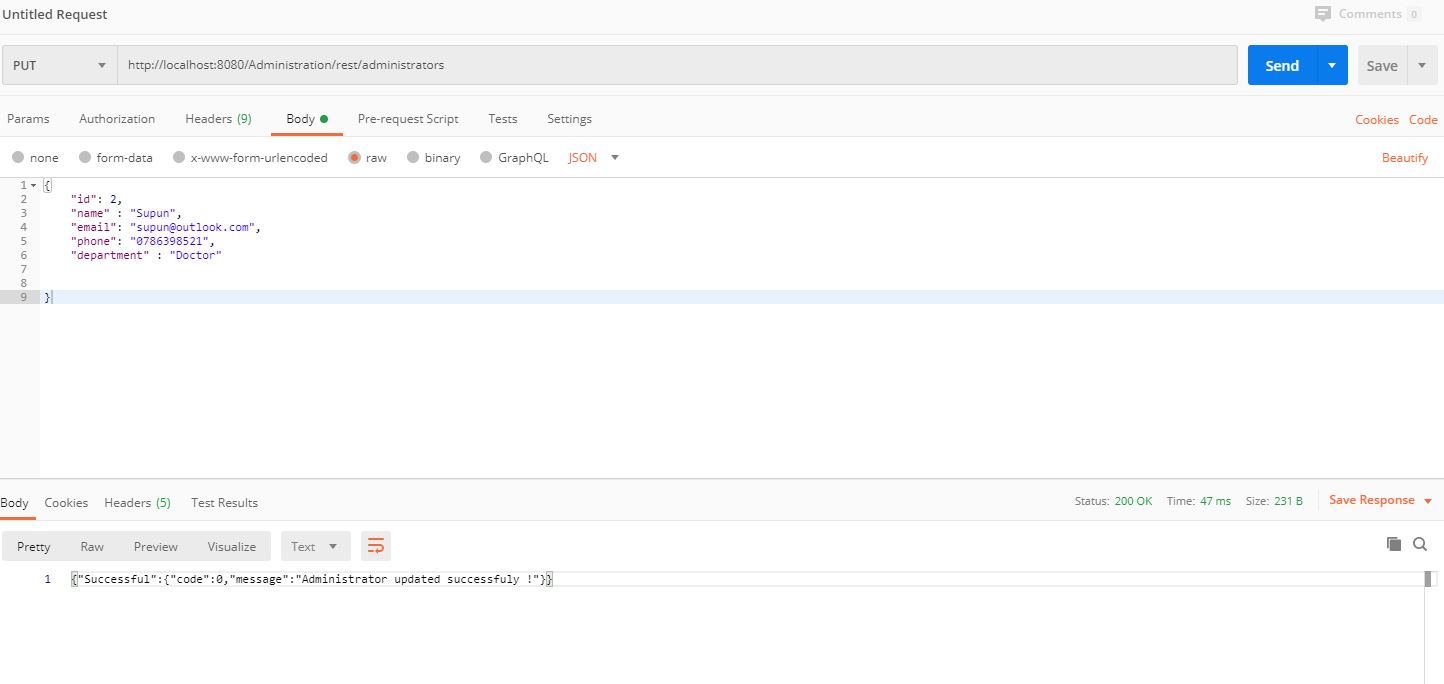 Untitled Request
Comments 0
PUT
http://localhost:8080/Administration/rest/administrators
Send
Save
Params Authorization Headers (9) Body Pre-request Script Tests Settings Cookies Code
none form-data x-www-form-urlencoded raw binary GraphQL JSON Beautify
1 {
2 "id": 2,
3 "name" : "Supun",
4 "email": "supun@outlook.com",
5 "phone": "0786398521",
6 "department" : "Doctor"
7
8
9 }
Body Cookies Headers (5) Test Results Status: 200 OK Time: 47 ms Size: 231 B Save Response
Pretty Raw Preview Visualize Text
1 {"Successful":{"code":0,"message":"Administrator updated successfuly !"}}